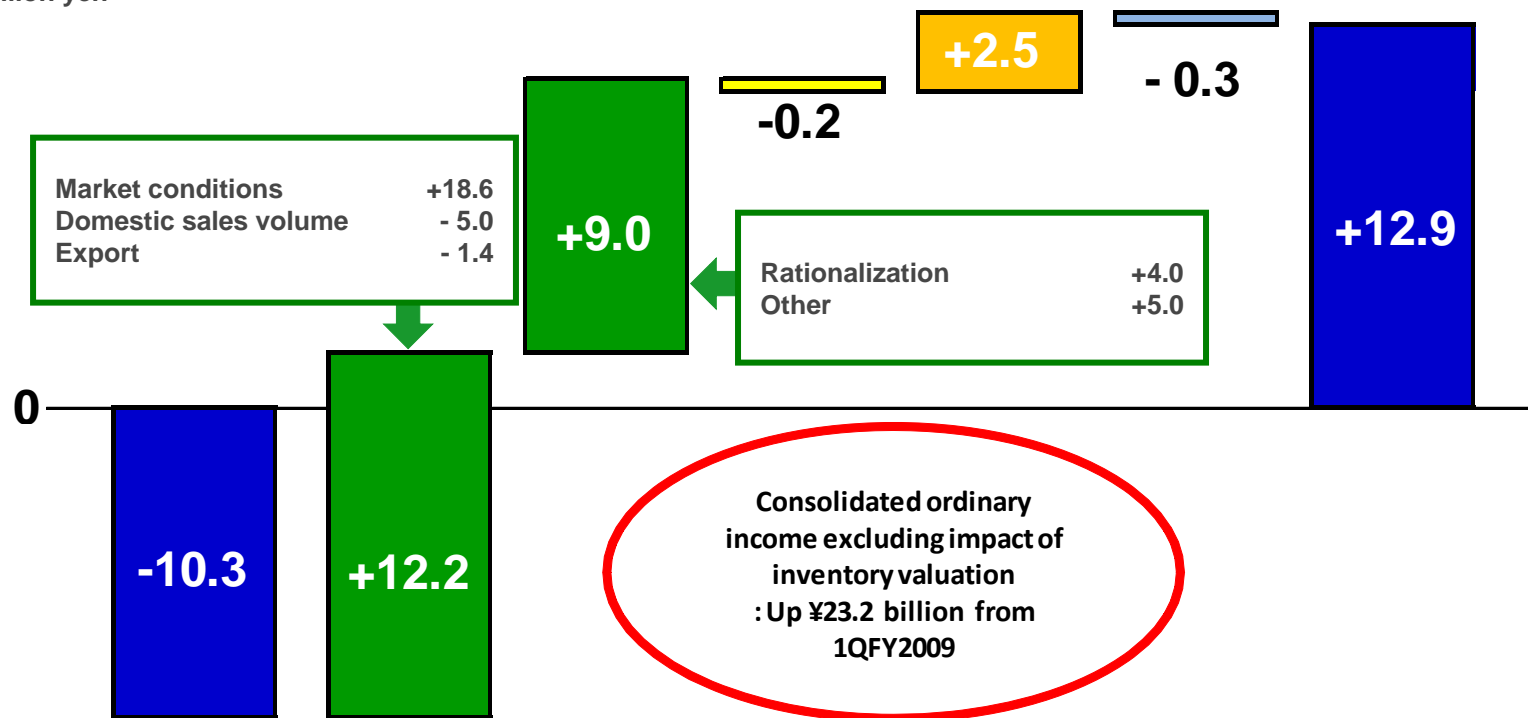 +2.5
- 0.3
-0.2
Market conditions +18.6
Domestic sales volume - 5.0
Export - 1.4
+9.0
+12.9
Rationalization +4.0
Other +5.0
0
-10.3
+12.2
Consolidated ordinary
income excluding impact of
inventory valuation
: Up ¥23.2 billion from
1QFY2009